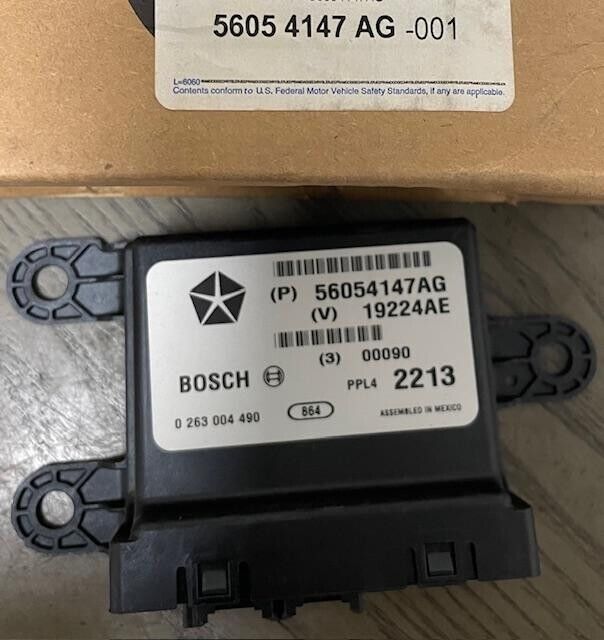 5605 4147 AG -001
L=6060
Contents conform to U.S. Federal Motor Vehicle Safety Standards, if any are applicable.
(P) 56054147AG
(V) 19224AE
(3) 00090
BOSCH PPL4 2213
0 263 004 490 B64 ASSEMBLED IN MEXICO